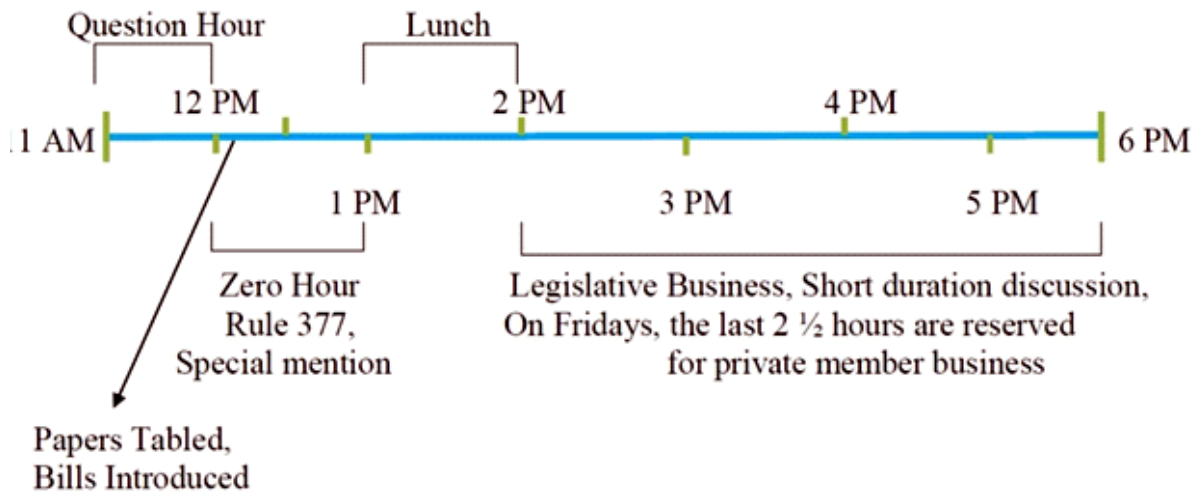 Question Hour
Lunch
12 PM
2 PM
4 PM
1 AM
6 PM
1 PM
3 PM
5 PM
Zero Hour
Rule 377,
Special mention
Legislative Business, Short duration discussion,
On Fridays, the last 2 ½ hours are reserved
for private member business
Papers Tabled,
Bills Introduced